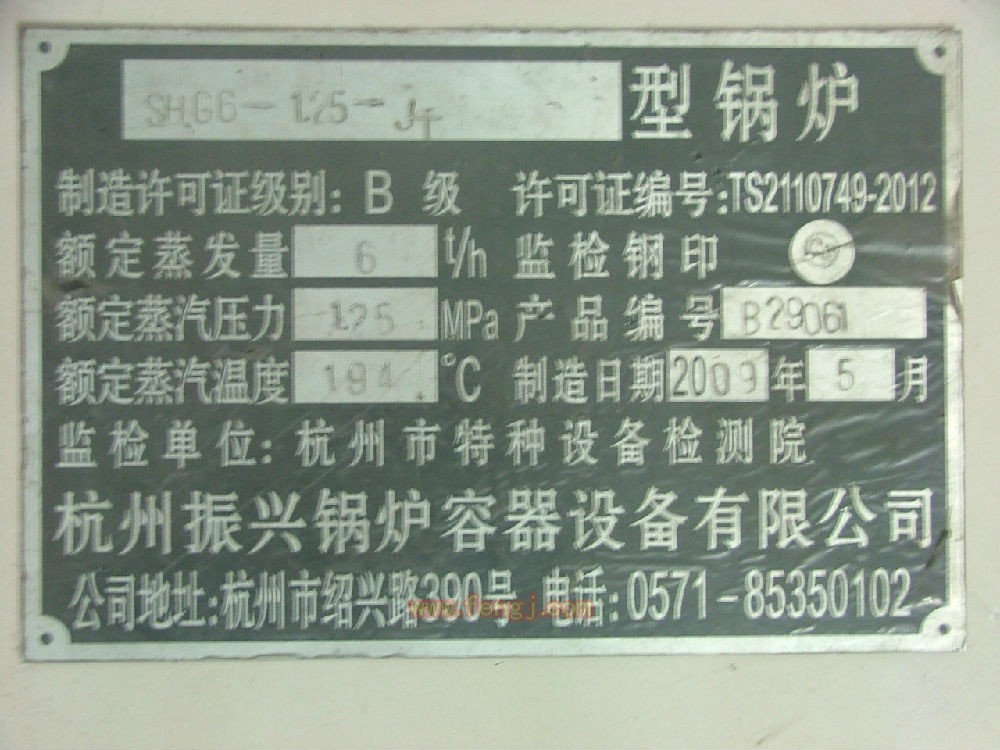 SHG6-1.25-JT 型锅炉
制造许可证级别：B 级 许可证编号：TS2110749-2012
额定蒸发量 6 t/h 监检钢印
额定蒸汽压力 1.25 MPa 产品编号 B29061
额定蒸汽温度 194 ℃ 制造日期 2009 年 5 月
监检单位：杭州市特种设备检测院
杭州振兴锅炉容器设备有限公司
公司地址：杭州市绍兴路390号 电话：0571-85350102
www.fengj.com